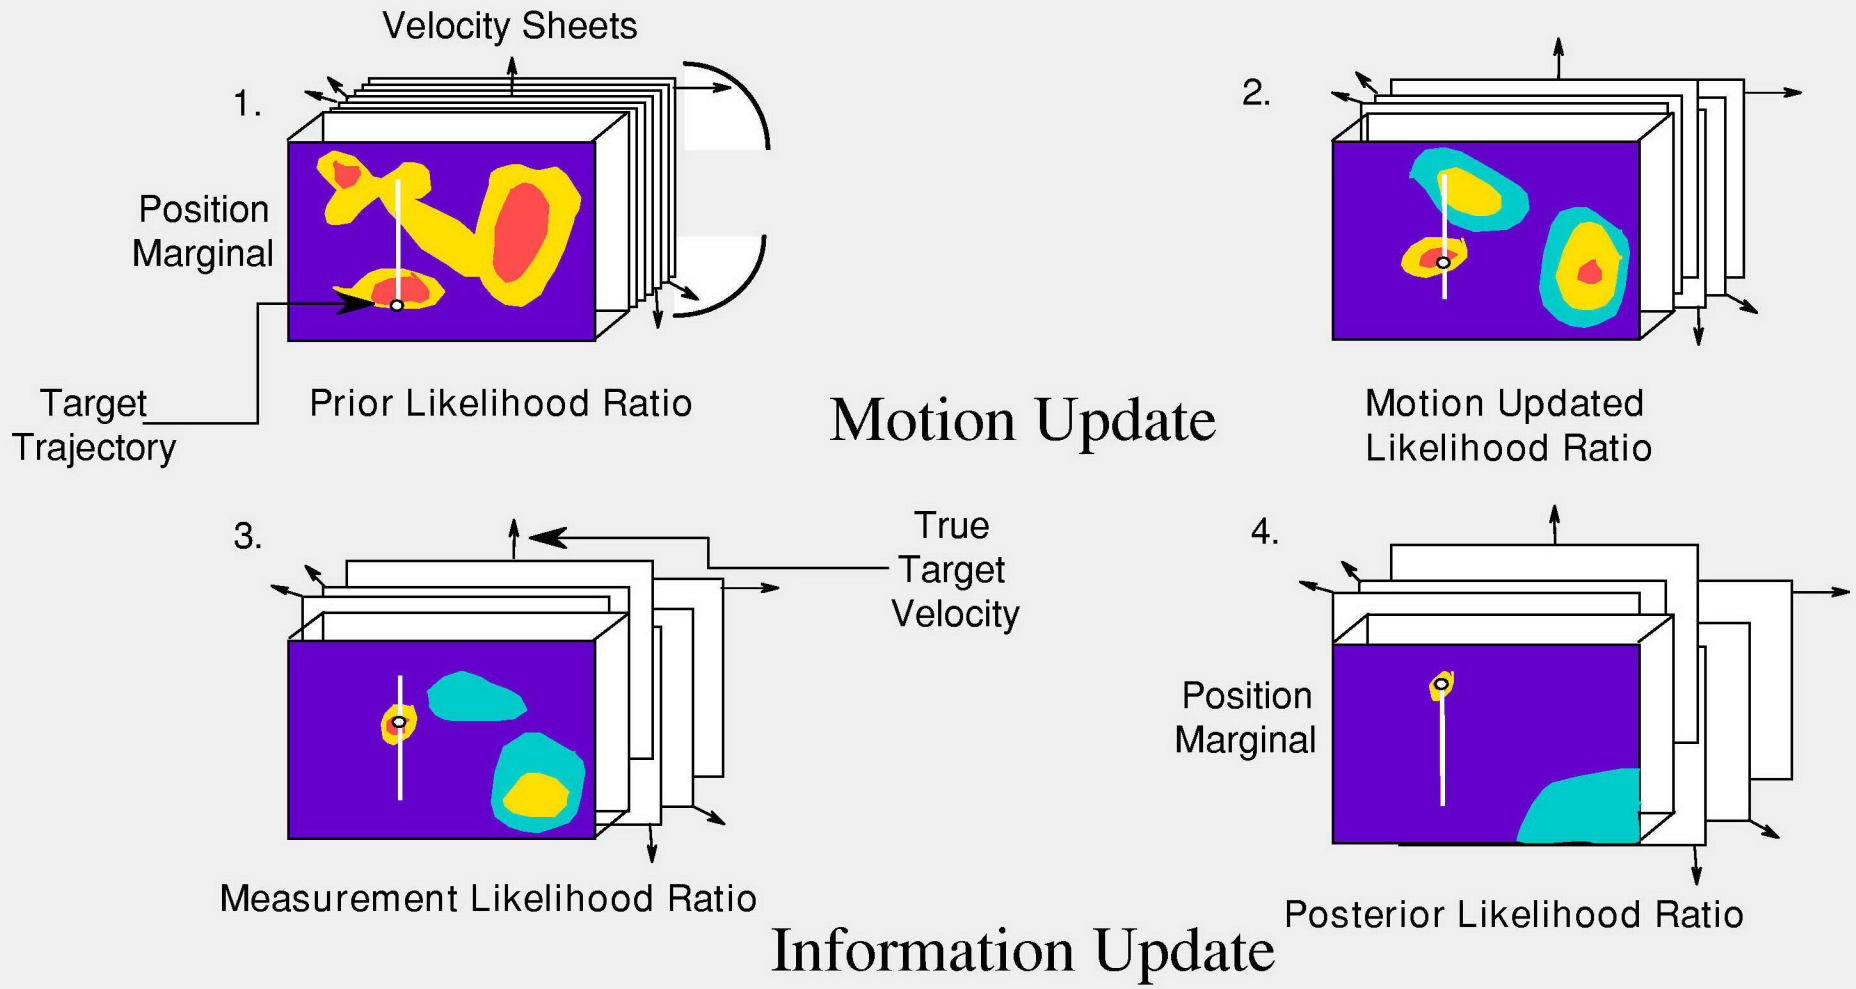 Velocity Sheets
1.
Position
Marginal
Target
Trajectory
Prior Likelihood Ratio
Motion Update
2.
Motion Updated
Likelihood Ratio
3.
True
Target
Velocity
Measurement Likelihood Ratio
4.
Position
Marginal
Posterior Likelihood Ratio
Information Update